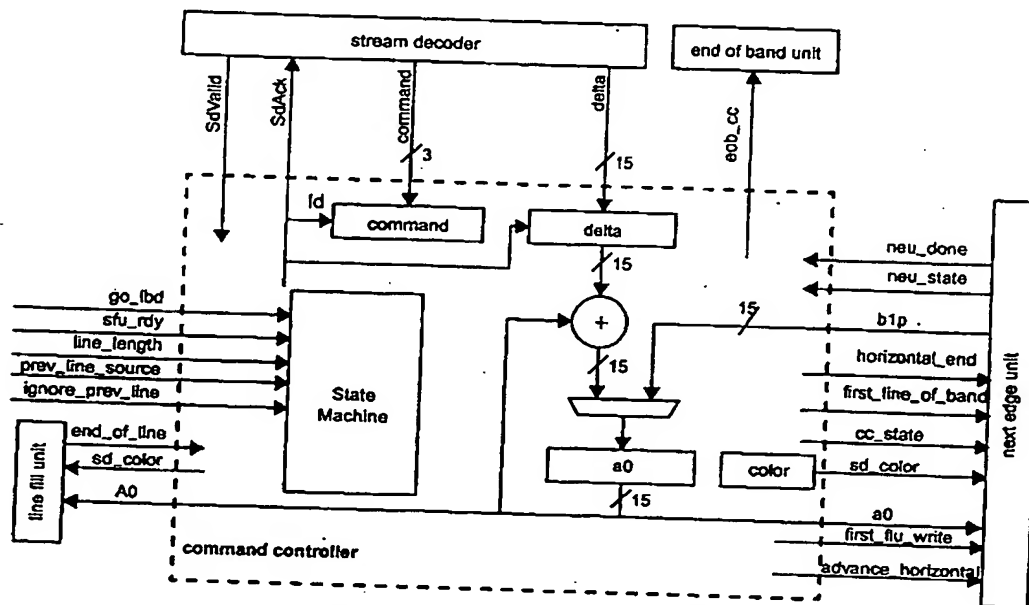 stream decoder
end of band unit
SdValid
SdAck
command
delta
eob_cc
3
15
ld
command
delta
15
neu_done
neu_state
go_fbd
sfu_rdy
line_length
prev_line_source
ignore_prev_line
State
Machine
+
15
15
b1p
horizontal_end
first_line_of_band
cc_state
next edge unit
line fill unit
end_of_line
sd_color
A0
a0
15
color
sd_color
a0
first_flu_write
advance_horizontal
command controller